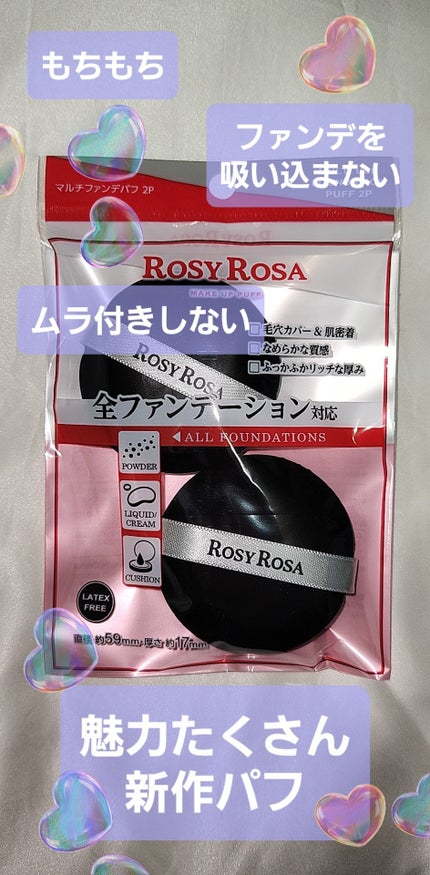 もちもち
ファンデを
吸い込まない
マルチファンデパフ 2P
PUFF 2P
ROSY ROSA
MAKE UP PUFF
ムラ付きしない
毛穴カバー&肌密着
なめらかな質感
ふっかふかリッチな厚み
ROSY ROSA
全ファンデーション対応
◀ALL FOUNDATIONS
POWDER
LIQUID/
CREAM
CUSHION
ROSY ROSA
LATEX
FREE
直径 約59mm・厚さ 約17mm
魅力たくさん
新作パフ